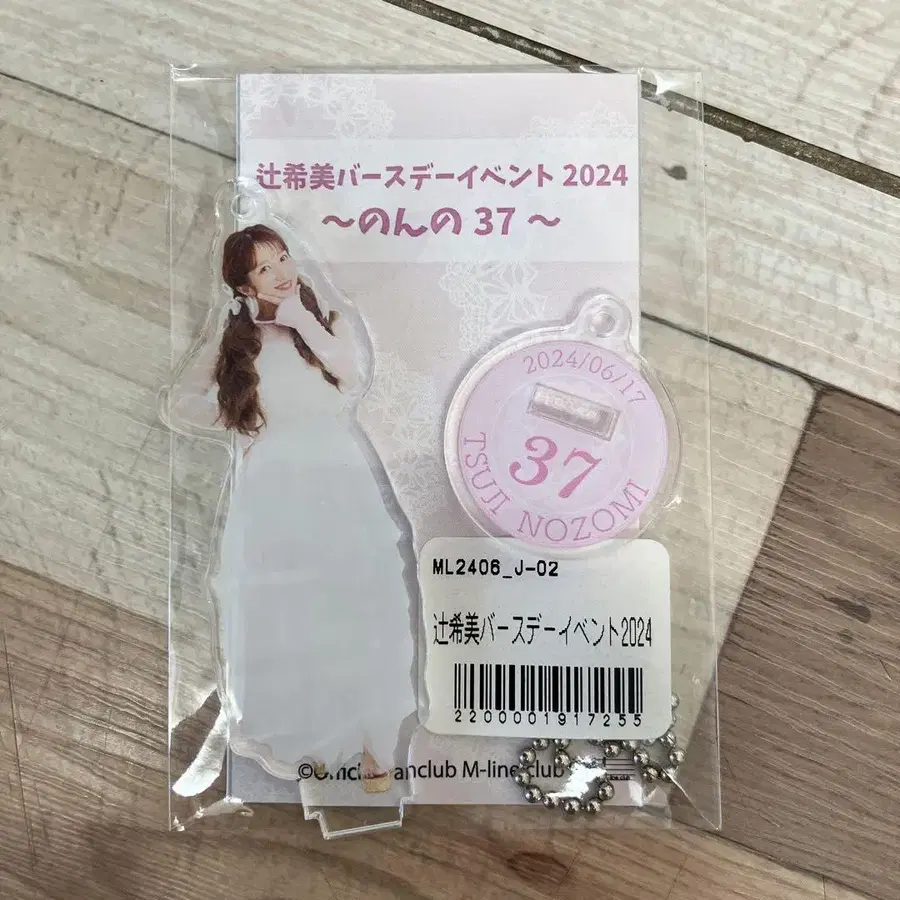 辻希美バースデーイベント 2024
〜のんの 37 〜
2024/06/17
37
TSUJI NOZOMI
ML2406_J-02
辻希美バースデーイベント2024
2200001917255
©Official Fanclub M-line club